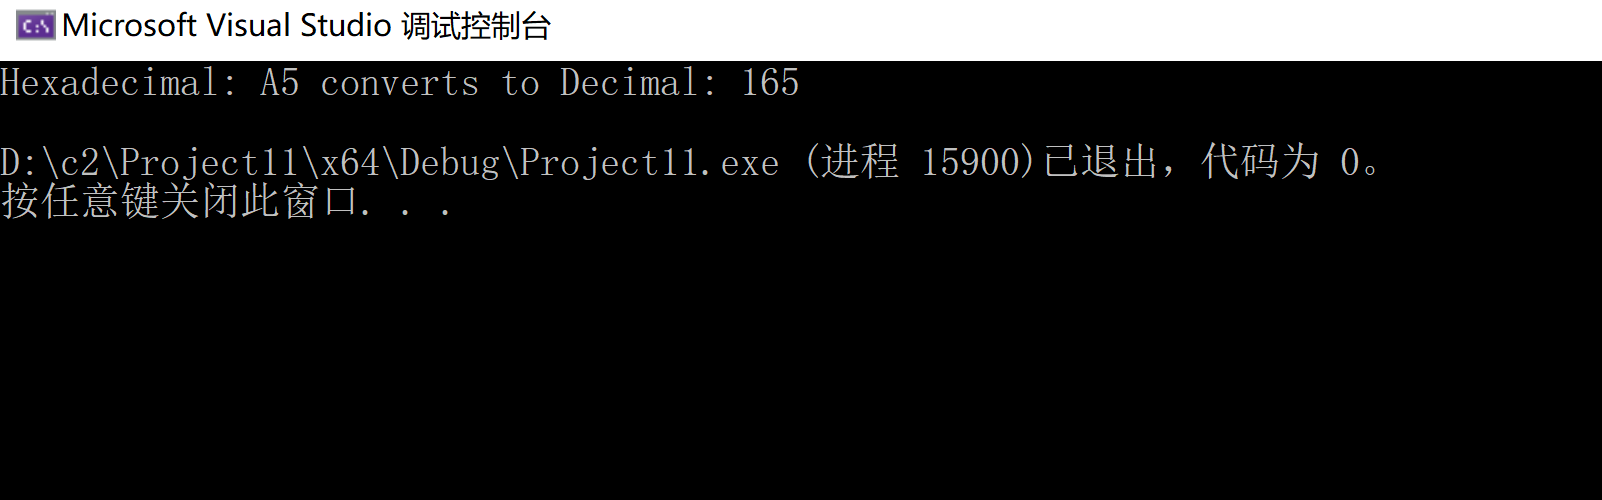 Microsoft Visual Studio 调试控制台
Hexadecimal: A5 converts to Decimal: 165
D:\c2\Project11\x64\Debug\Project11.exe (进程 15900)已退出，代码为 0。
按任意键关闭此窗口. . .